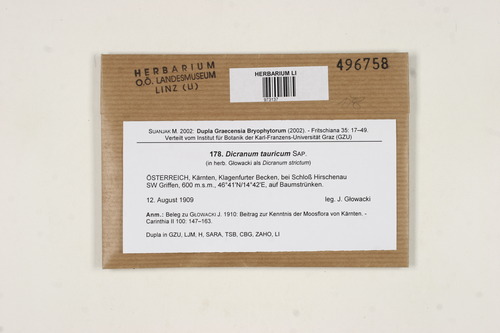 HERBARIUM
O.Ö. LANDESMUSEUM
LINZ (U)
HERBARIUM LI
496758
SUANJAK M. 2002: Dupla Graecensia Bryophytorum (2002). - Fritschiana 35: 17–49.
Verteilt vom Institut für Botanik der Karl-Franzens-Universität Graz (GZU)
178. Dicranum tauricum SAP.
(in herb. Głowacki als Dicranum strictum)
ÖSTERREICH, Kärnten, Klagenfurter Becken, bei Schloß Hirschenau
SW Griffen, 600 m.s.m., 46°41'N/14°42'E, auf Baumstrünken.
12. August 1909
leg. J. Głowacki
Anm.: Beleg zu GŁOWACKI J. 1910: Beitrag zur Kenntnis der Moosflora von Kärnten. -
Carinthia II 100: 147–163.
Dupla in GZU, LJM, H, SARA, TSB, CBG, ZAHO, LI